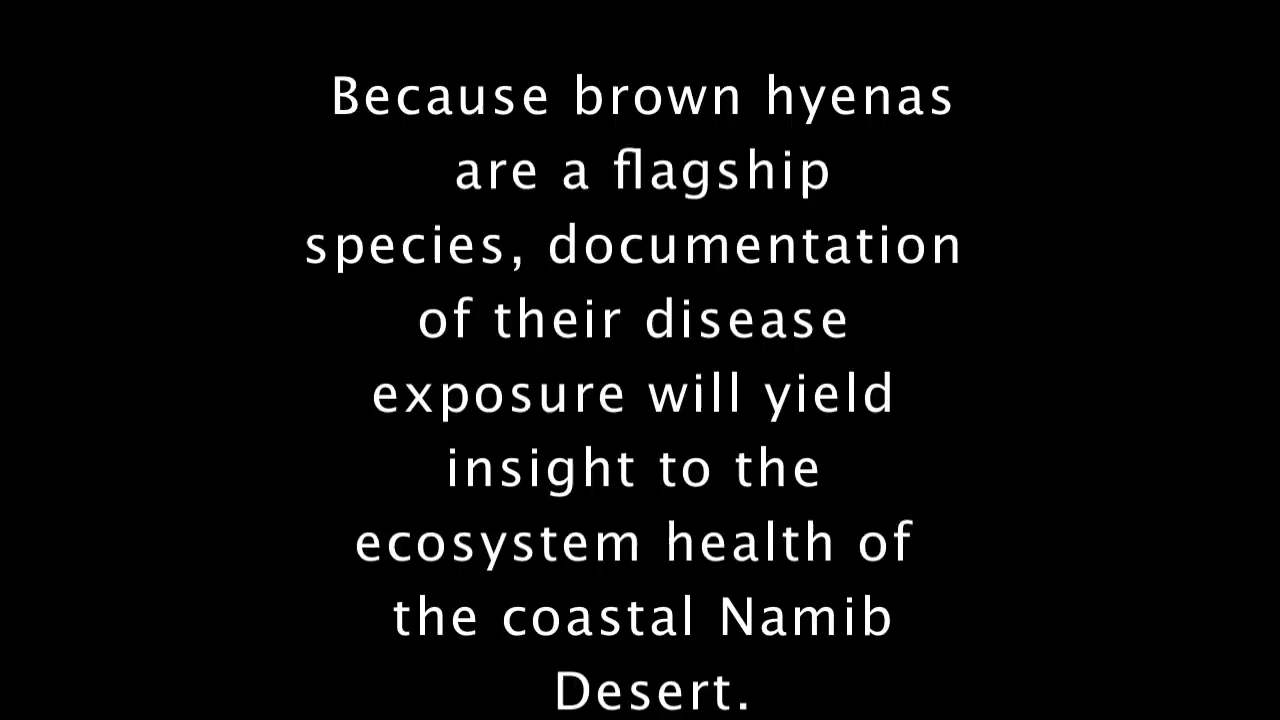 Because brown hyenas
are a flagship
species, documentation
of their disease
exposure will yield
insight to the
ecosystem health of
the coastal Namib
Desert.